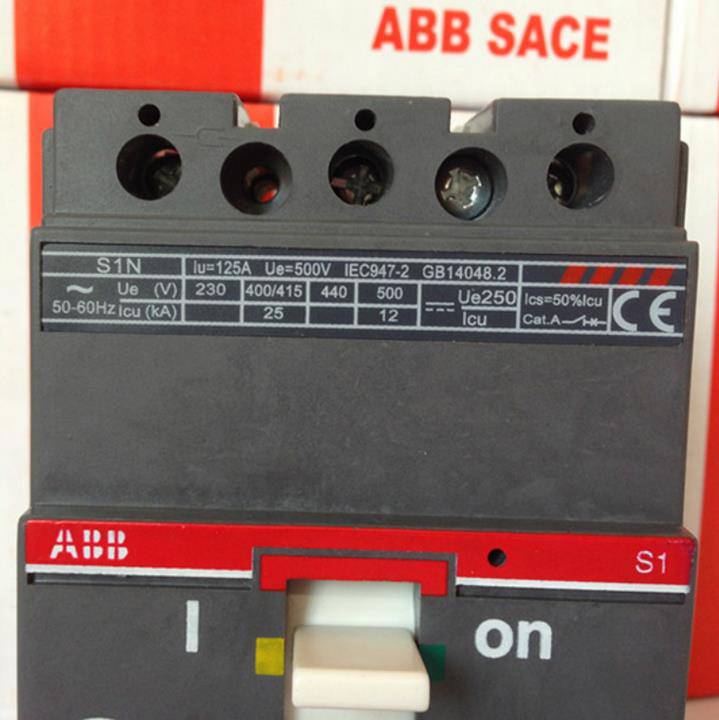 ABB SACE
S1N Iu=125A Ue=500V IEC947-2 GB14048.2
~ Ue (V) 230 400/415 440 500 Ue250 Ics=50%Icu
50-60Hz Icu (kA) 25 12 Icu Cat.A CE
ABB S1
I on